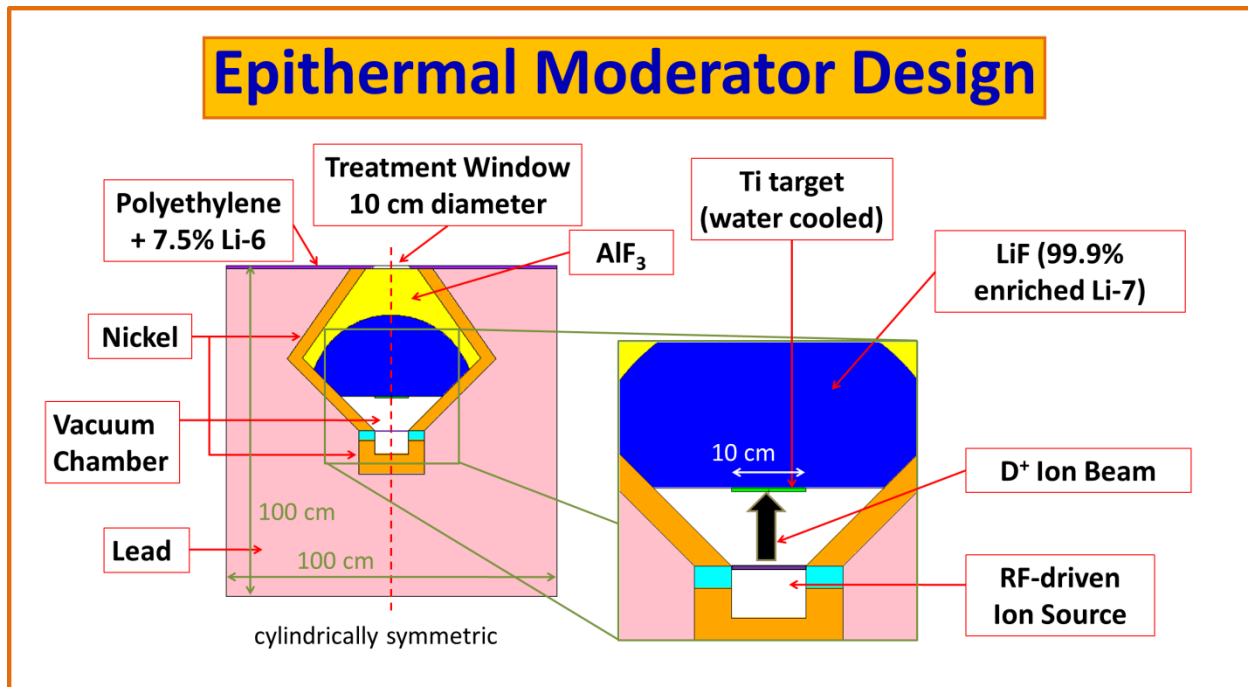 Epithermal Moderator Design
Treatment Window
10 cm diameter
Polyethylene
+ 7.5% Li-6
AlF₃
Ti target
(water cooled)
LiF (99.9%
enriched Li-7)
Nickel
Vacuum
Chamber
10 cm
D⁺ Ion Beam
100 cm
Lead
100 cm
RF-driven
Ion Source
cylindrically symmetric